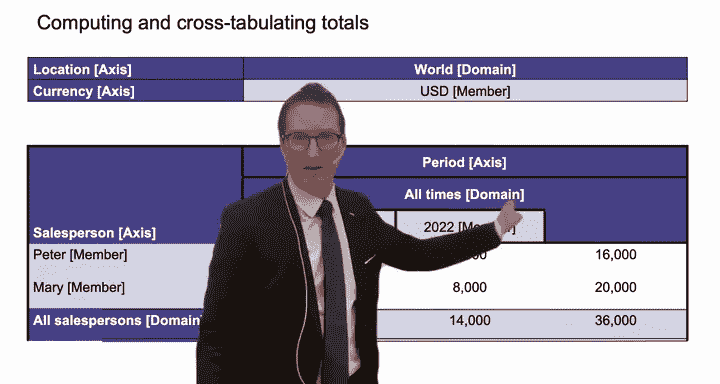 Computing and cross-tabulating totals
Location [Axis] World [Domain]
Currency [Axis] USD [Member]
Period [Axis]
All times [Domain]
Salesperson [Axis] 2022
Peter [Member] 16,000
Mary [Member] 8,000 20,000
All salespersons [Domain 14,000 36,000